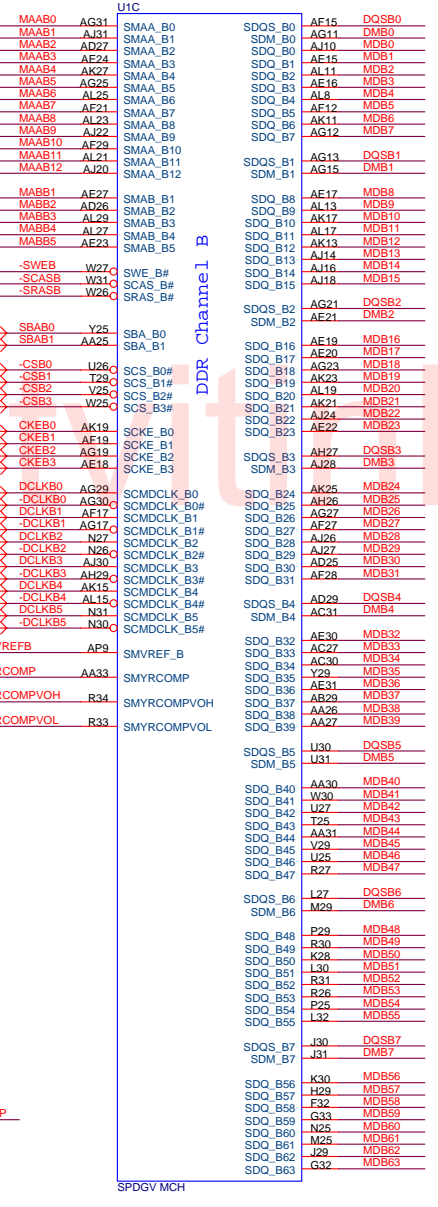 U1C
MAAB0 AG31 SMAA_B0 SDQS_B0 AF15 DQSB0
MAAB1 AJ31 SMAA_B1 SDM_B0 AG11 DMB0
MAAB2 AD27 SMAA_B2 SDQ_B0 AJ10 MDB0
MAAB3 AE24 SMAA_B3 SDQ_B1 AE15 MDB1
MAAB4 AK27 SMAA_B4 SDQ_B2 AL11 MDB2
MAAB5 AG25 SMAA_B5 SDQ_B3 AE16 MDB3
MAAB6 AL25 SMAA_B6 SDQ_B4 AL8 MDB4
MAAB7 AF21 SMAA_B7 SDQ_B5 AF12 MDB5
MAAB8 AL23 SMAA_B8 SDQ_B6 AK11 MDB6
MAAB9 AJ22 SMAA_B9 SDQ_B7 AG12 MDB7
MAAB10 AF29 SMAA_B10
MAAB11 AL21 SMAA_B11 SDQS_B1 AG13 DQSB1
MAAB12 AJ20 SMAA_B12 SDM_B1 AG15 DMB1
MABB1 AE27 SMAB_B1 SDQ_B8 AE17 MDB8
MABB2 AD26 SMAB_B2 SDQ_B9 AL13 MDB9
MABB3 AL29 SMAB_B3 SDQ_B10 AK17 MDB10
MABB4 AL27 SMAB_B4 SDQ_B11 AL17 MDB11
MABB5 AE23 SMAB_B5 SDQ_B12 AK13 MDB12
SDQ_B13 AJ14 MDB13
-SWEB W27 SWE_B# SDQ_B14 AJ16 MDB14
-SCASB W31 SCAS_B# SDQ_B15 AJ18 MDB15
-SRASB W26 SRAS_B#
DDR Channel B
SDQS_B2 AG21 DQSB2
SDM_B2 AE21 DMB2
SBAB0 Y25 SBA_B0
SBAB1 AA25 SBA_B1 SDQ_B16 AE19 MDB16
SDQ_B17 AE20 MDB17
-CSB0 U26 SCS_B0# SDQ_B18 AG23 MDB18
-CSB1 T29 SCS_B1# SDQ_B19 AK23 MDB19
-CSB2 V25 SCS_B2# SDQ_B20 AL19 MDB20
-CSB3 W25 SCS_B3# SDQ_B21 AK21 MDB21
SDQ_B22 AJ24 MDB22
CKEB0 AK19 SCKE_B0 SDQ_B23 AE22 MDB23
CKEB1 AF19 SCKE_B1
CKEB2 AG19 SCKE_B2 SDQS_B3 AH27 DQSB3
CKEB3 AE18 SCKE_B3 SDM_B3 AJ28 DMB3
DCLKB0 AG29 SCMDCLK_B0 SDQ_B24 AK25 MDB24
-DCLKB0 AG30 SCMDCLK_B0# SDQ_B25 AH26 MDB25
DCLKB1 AF17 SCMDCLK_B1 SDQ_B26 AG27 MDB26
-DCLKB1 AG17 SCMDCLK_B1# SDQ_B27 AF27 MDB27
DCLKB2 N27 SCMDCLK_B2 SDQ_B28 AJ26 MDB28
-DCLKB2 N26 SCMDCLK_B2# SDQ_B29 AJ27 MDB29
DCLKB3 AJ30 SCMDCLK_B3 SDQ_B30 AD25 MDB30
-DCLKB3 AH29 SCMDCLK_B3# SDQ_B31 AF28 MDB31
DCLKB4 AK15 SCMDCLK_B4
-DCLKB4 AL15 SCMDCLK_B4# SDQS_B4 AD29 DQSB4
DCLKB5 N31 SCMDCLK_B5 SDM_B4 AC31 DMB4
-DCLKB5 N30 SCMDCLK_B5#
SDQ_B32 AE30 MDB32
REFB AP9 SMVREF_B SDQ_B33 AC27 MDB33
SDQ_B34 AC30 MDB34
RCOMP AA33 SMYRCOMP SDQ_B35 Y29 MDB35
SDQ_B36 AE31 MDB36
RCOMPVOH R34 SMYRCOMPVOH SDQ_B37 AB29 MDB37
SDQ_B38 AA26 MDB38
RCOMPVOL R33 SMYRCOMPVOL SDQ_B39 AA27 MDB39
SDQS_B5 U30 DQSB5
SDM_B5 U31 DMB5
SDQ_B40 AA30 MDB40
SDQ_B41 W30 MDB41
SDQ_B42 U27 MDB42
SDQ_B43 T25 MDB43
SDQ_B44 AA31 MDB44
SDQ_B45 V29 MDB45
SDQ_B46 U25 MDB46
SDQ_B47 R27 MDB47
SDQS_B6 L27 DQSB6
SDM_B6 M29 DMB6
SDQ_B48 P29 MDB48
SDQ_B49 R30 MDB49
SDQ_B50 K28 MDB50
SDQ_B51 L30 MDB51
SDQ_B52 R31 MDB52
SDQ_B53 R26 MDB53
SDQ_B54 P25 MDB54
SDQ_B55 L32 MDB55
SDQS_B7 J30 DQSB7
SDM_B7 J31 DMB7
SDQ_B56 K30 MDB56
SDQ_B57 H29 MDB57
SDQ_B58 F32 MDB58
SDQ_B59 G33 MDB59
P SDQ_B60 N25 MDB60
SDQ_B61 M25 MDB61
SDQ_B62 J29 MDB62
SDQ_B63 G32 MDB63
SPDGV MCH